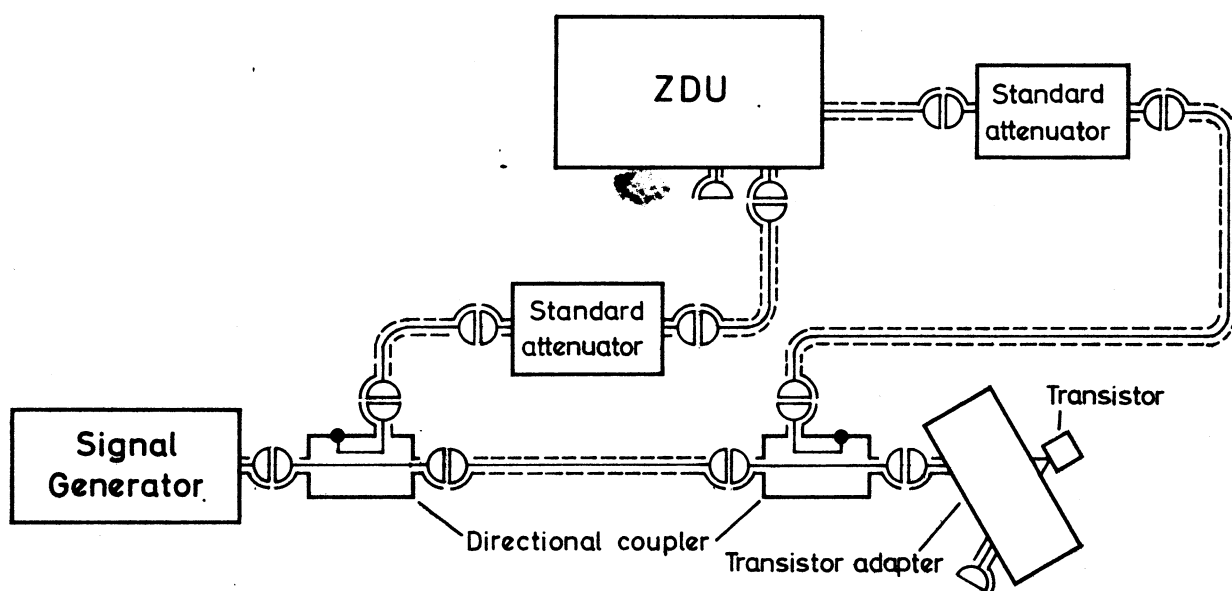 ZDU
Standard
attenuator
Standard
attenuator
Transistor
Signal
Generator
Directional coupler
Transistor adapter